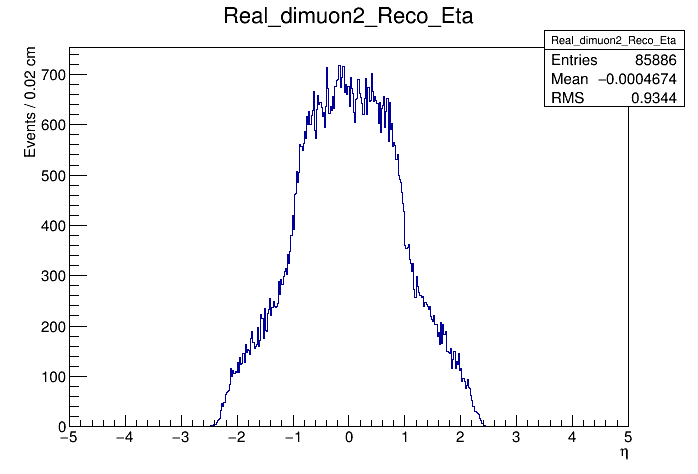 Real_dimuon2_Reco_Eta
Real_dimuon2_Reco_Eta
Entries 85886
Mean −0.0004674
RMS 0.9344
Events / 0.02 cm
700
600
500
400
300
200
100
0
−5 −4 −3 −2 −1 0 1 2 3 4 5
η